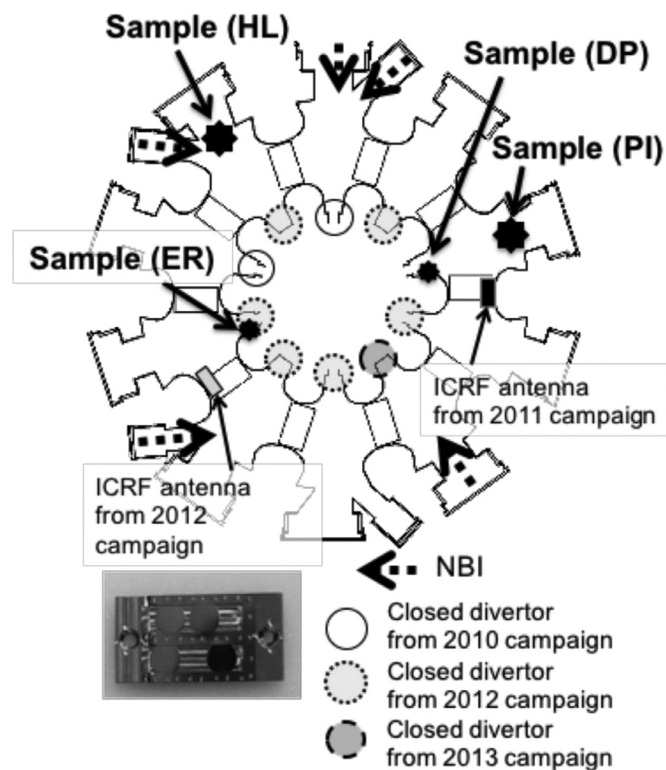 Sample (HL)
Sample (DP)
Sample (PI)
Sample (ER)
ICRF antenna
from 2011 campaign
ICRF antenna
from 2012
campaign
NBI
Closed divertor
from 2010 campaign
Closed divertor
from 2012 campaign
Closed divertor
from 2013 campaign